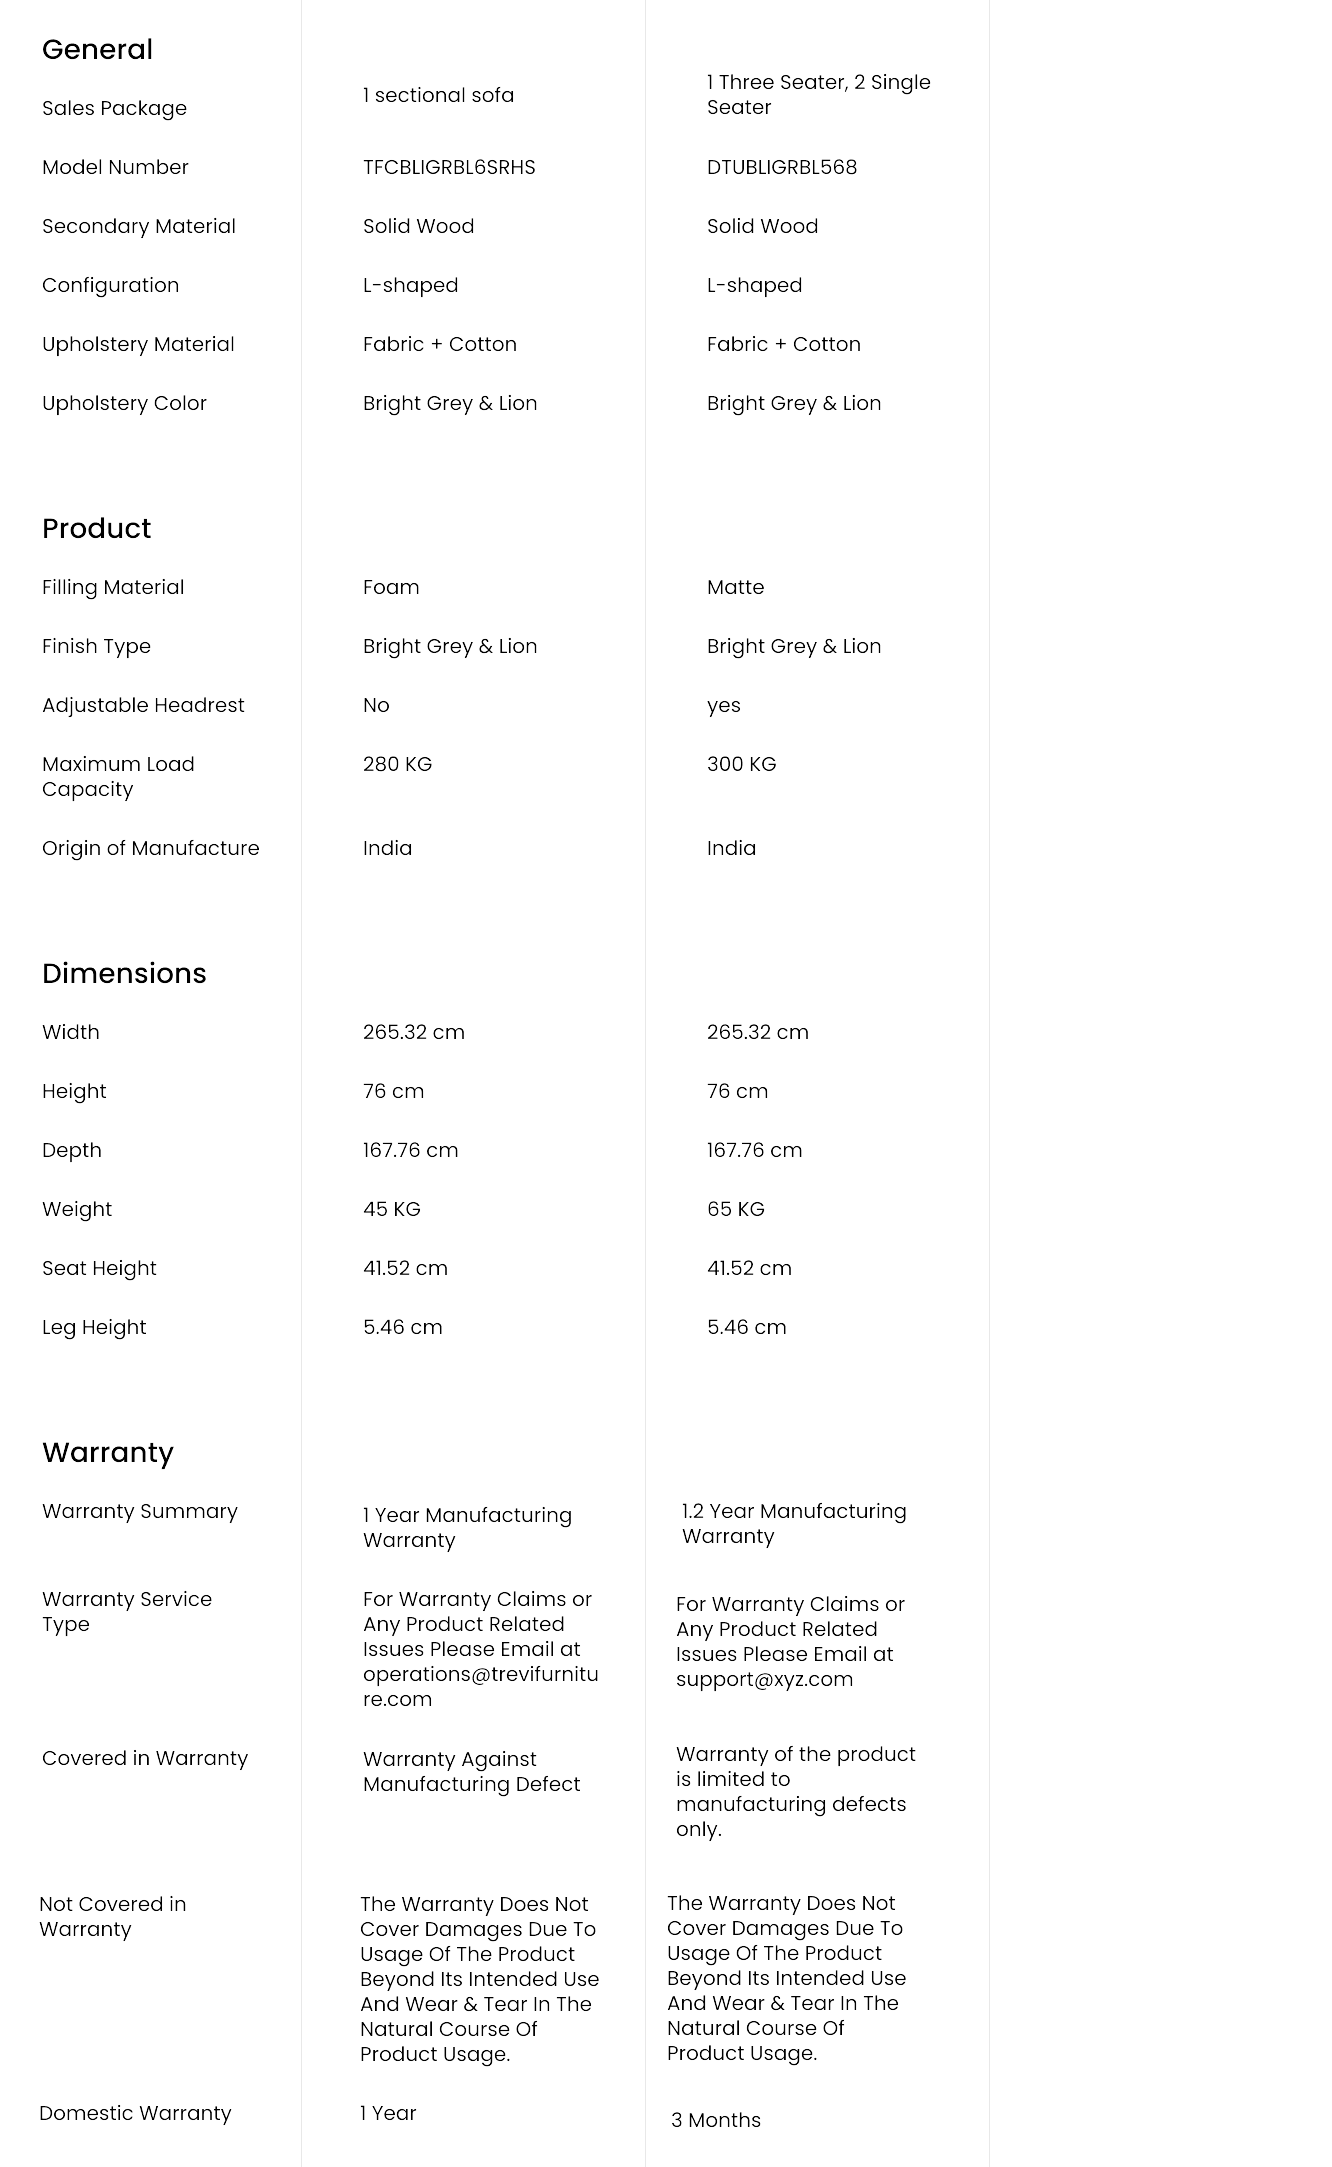 General
Sales Package
1 sectional sofa
1 Three Seater, 2 Single
Seater
Model Number
TFCBLIGRBL6SRHS
DTUBLIGRBL568
Secondary Material
Solid Wood
Solid Wood
Configuration
L-shaped
L-shaped
Upholstery Material
Fabric + Cotton
Fabric + Cotton
Upholstery Color
Bright Grey & Lion
Bright Grey & Lion
Product
Filling Material
Foam
Matte
Finish Type
Bright Grey & Lion
Bright Grey & Lion
Adjustable Headrest
No
yes
Maximum Load
Capacity
280 KG
300 KG
Origin of Manufacture
India
India
Dimensions
Width
265.32 cm
265.32 cm
Height
76 cm
76 cm
Depth
167.76 cm
167.76 cm
Weight
45 KG
65 KG
Seat Height
41.52 cm
41.52 cm
Leg Height
5.46 cm
5.46 cm
Warranty
Warranty Summary
1 Year Manufacturing
Warranty
1.2 Year Manufacturing
Warranty
Warranty Service
Type
For Warranty Claims or
Any Product Related
Issues Please Email at
operations@trevifurnitu
re.com
For Warranty Claims or
Any Product Related
Issues Please Email at
support@xyz.com
Covered in Warranty
Warranty Against
Manufacturing Defect
Warranty of the product
is limited to
manufacturing defects
only.
Not Covered in
Warranty
The Warranty Does Not
Cover Damages Due To
Usage Of The Product
Beyond Its Intended Use
And Wear & Tear In The
Natural Course Of
Product Usage.
The Warranty Does Not
Cover Damages Due To
Usage Of The Product
Beyond Its Intended Use
And Wear & Tear In The
Natural Course Of
Product Usage.
Domestic Warranty
1 Year
3 Months